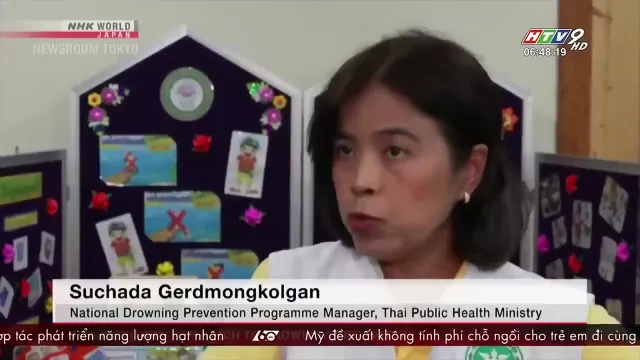 NHK WORLD
JAPAN
NEWSROOM TOKYO
HTV9 HD
06:48:19
Suchada Gerdmongkolgan
National Drowning Prevention Programme Manager, Thai Public Health Ministry
ợp tác phát triển năng lượng hạt nhân
Mỹ đề xuất không tính phí chỗ ngồi cho trẻ em đi cùng